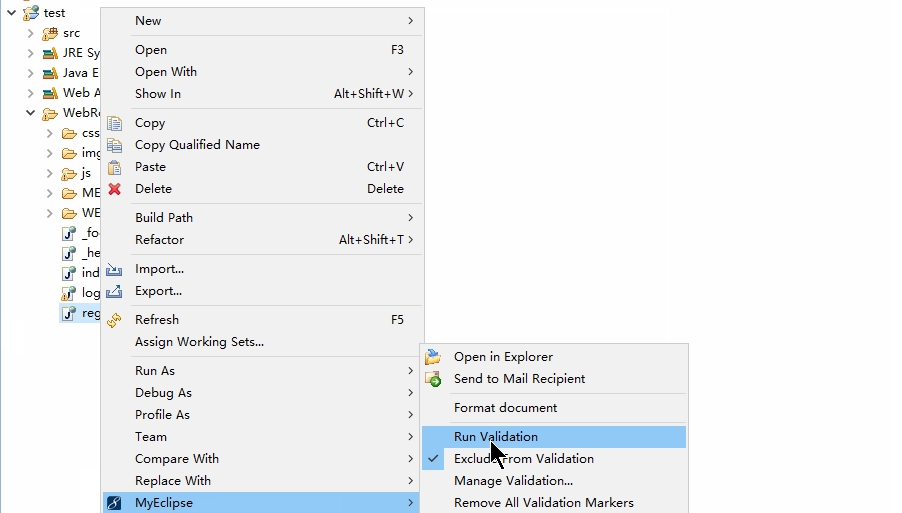 test
src
JRE Sy
Java E
Web A
WebRo
css
img
js
ME
WE
_fo
_he
ind
log
reg
New
Open F3
Open With
Show In Alt+Shift+W
Copy Ctrl+C
Copy Qualified Name
Paste Ctrl+V
Delete Delete
Build Path
Refactor Alt+Shift+T
Import...
Export...
Refresh F5
Assign Working Sets...
Run As
Debug As
Profile As
Team
Compare With
Replace With
MyEclipse
Open in Explorer
Send to Mail Recipient
Format document
Run Validation
Exclude From Validation
Manage Validation...
Remove All Validation Markers